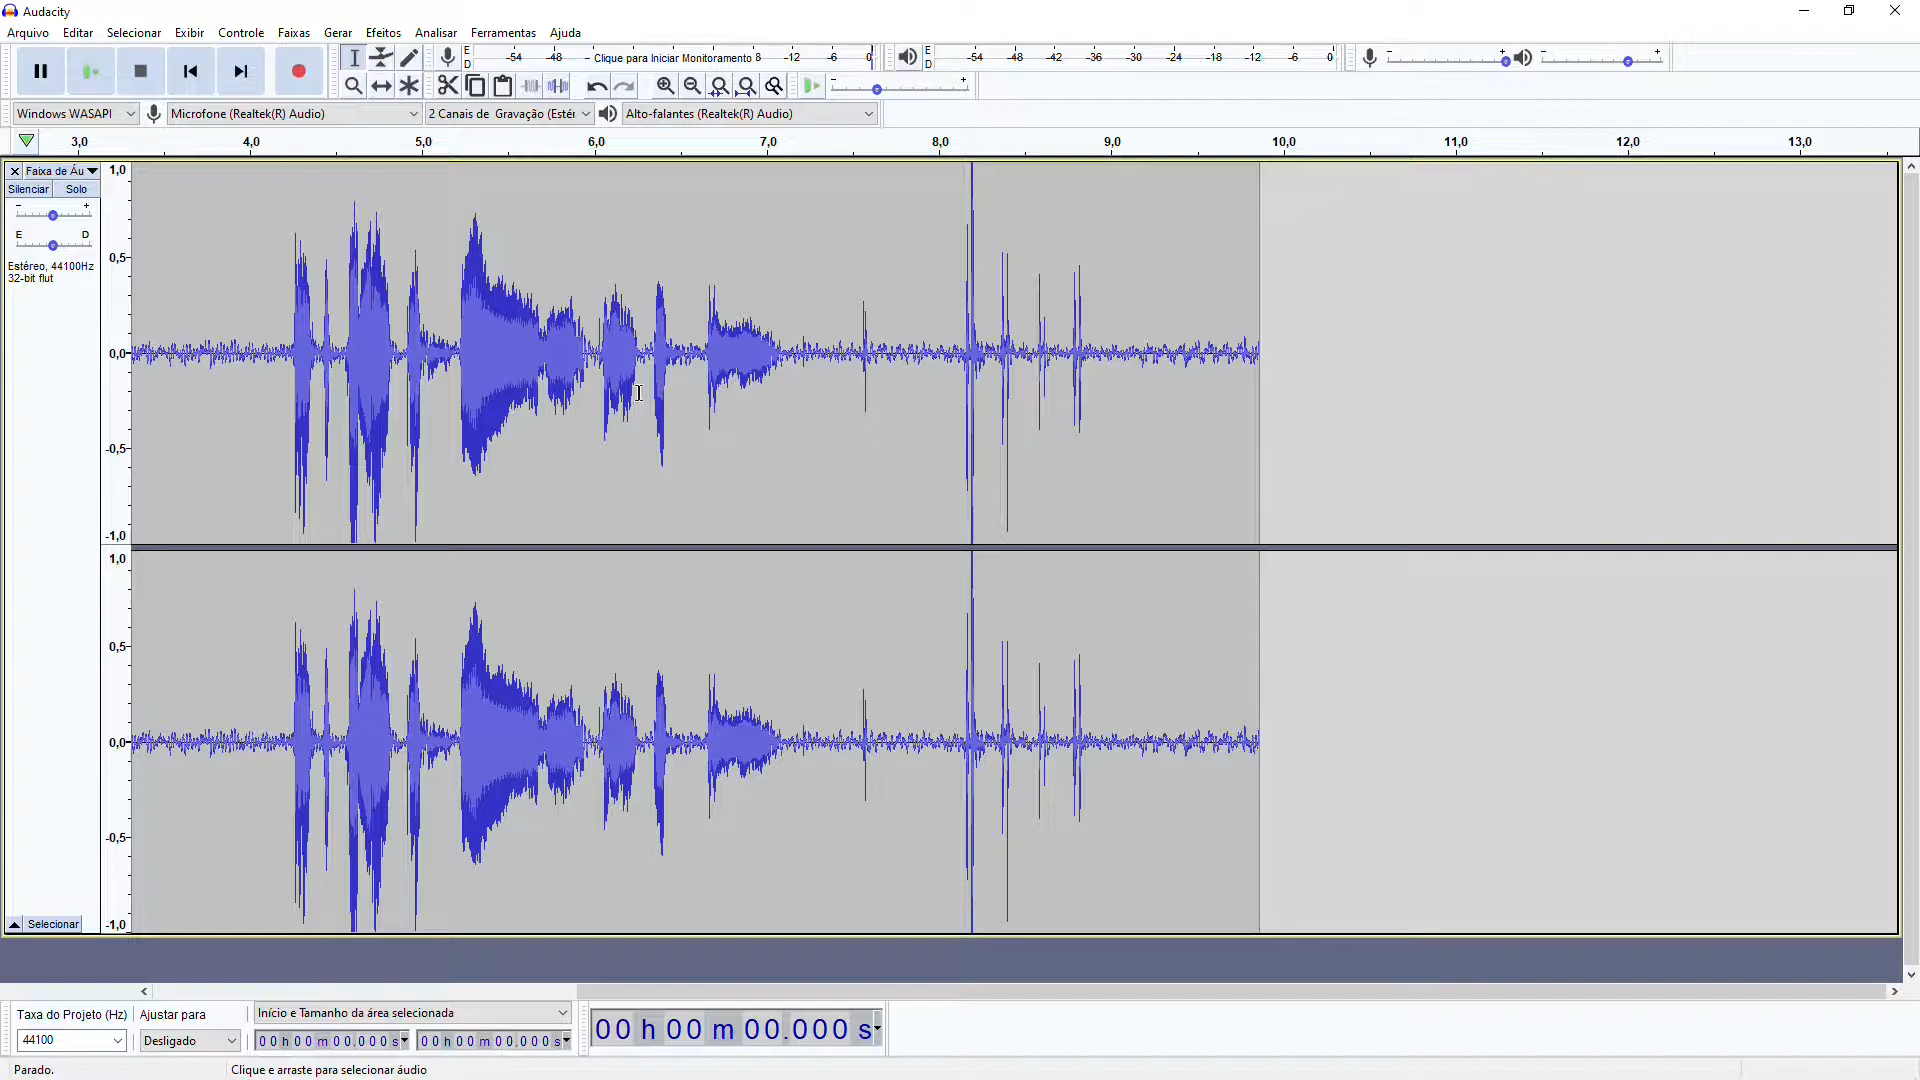 Audacity
Arquivo Editar Selecionar Exibir Controle Faixas Gerar Efeitos Analisar Ferramentas Ajuda
E D -54 -48 Clique para Iniciar Monitoramento 8 -12 -6 0 E D -54 -48 -42 -36 -30 -24 -18 -12 -6 0 - + - +
- +
Windows WASAPI Microfone (Realtek(R) Audio) 2 Canais de Gravação (Estér Alto-falantes (Realtek(R) Audio)
3,0 4,0 5,0 6,0 7,0 8,0 9,0 10,0 11,0 12,0 13,0
Faixa de Áu
Silenciar Solo
- +
E D
Estéreo, 44100Hz
32-bit flut
1,0
0,5
0,0
-0,5
-1,0
1,0
0,5
0,0
-0,5
-1,0
Selecionar
Taxa do Projeto (Hz) Ajustar para Início e Tamanho da área selecionada
44100 Desligado 00 h 00 m 00.000 s 00 h 00 m 00.000 s
00 h 00 m 00.000 s
Parado. Clique e arraste para selecionar áudio